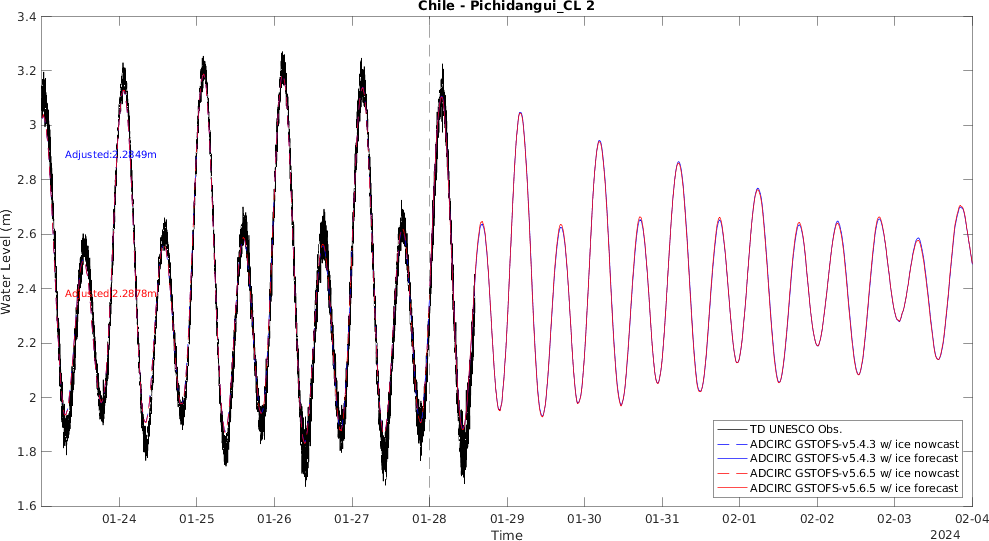 Chile - Pichidangui_CL 2
3.4
3.2
3
2.8
2.6
2.4
2.2
2
1.8
1.6
Water Level (m)
Adjusted:2.2849m
Adjusted:2.2878m
TD UNESCO Obs.
ADCIRC GSTOFS-v5.4.3 w/ ice nowcast
ADCIRC GSTOFS-v5.4.3 w/ ice forecast
ADCIRC GSTOFS-v5.6.5 w/ ice nowcast
ADCIRC GSTOFS-v5.6.5 w/ ice forecast
01-24 01-25 01-26 01-27 01-28 01-29 01-30 01-31 02-01 02-02 02-03 02-04
Time
2024